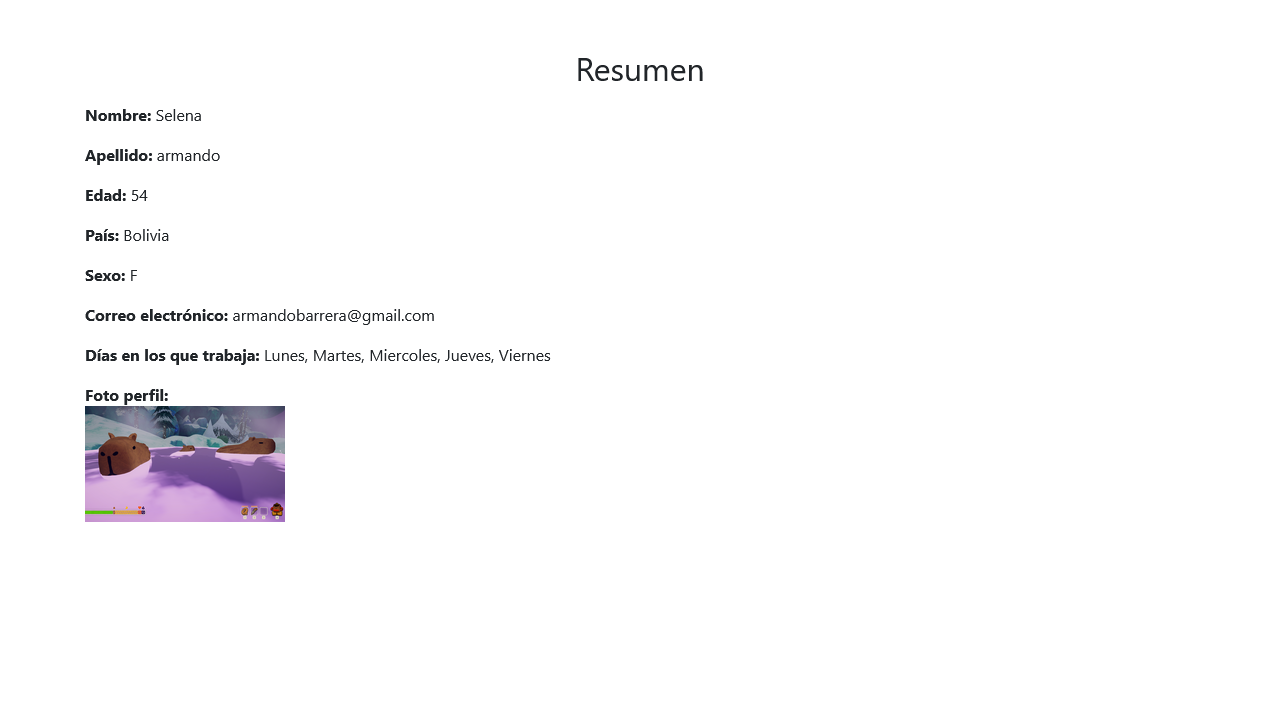 Resumen
Nombre: Selena
Apellido: armando
Edad: 54
País: Bolivia
Sexo: F
Correo electrónico: armandobarrera@gmail.com
Días en los que trabaja: Lunes, Martes, Miercoles, Jueves, Viernes
Foto perfil: